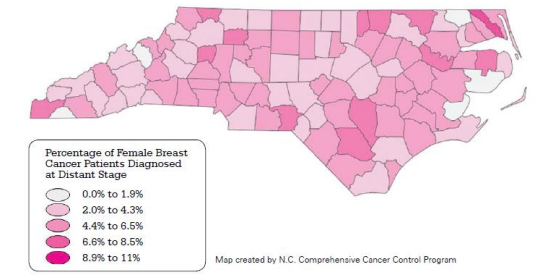 Percentage of Female Breast
Cancer Patients Diagnosed
at Distant Stage
0.0% to 1.9%
2.0% to 4.3%
4.4% to 6.5%
6.6% to 8.5%
8.9% to 11%
Map created by N.C. Comprehensive Cancer Control Program